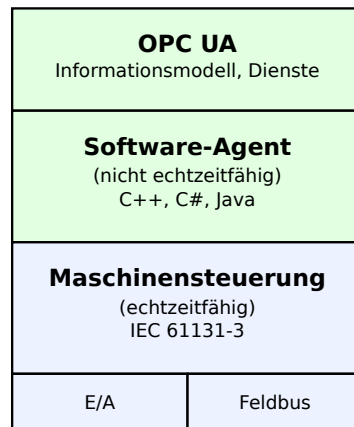 OPC UA
Informationsmodell, Dienste
Software-Agent
(nicht echtzeitfähig)
C++, C#, Java
Maschinensteuerung
(echtzeitfähig)
IEC 61131-3
E/A
Feldbus